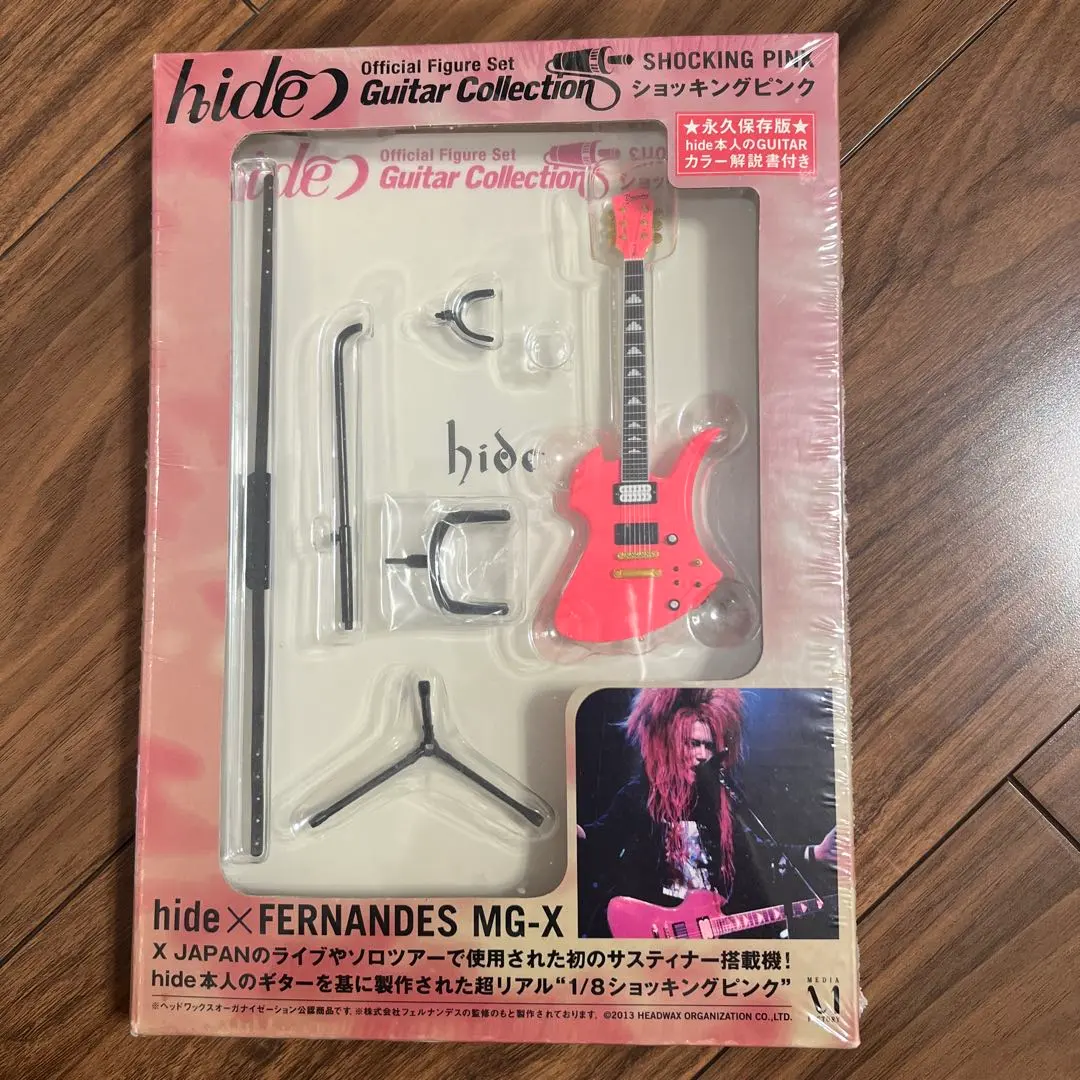 hide
Official Figure Set
Guitar Collection
SHOCKING PINK
ショッキングピンク
★永久保存版★
hide本人のGUITAR
カラー解説書付き
hide
Official Figure Set
Guitar Collection
ショッ
hide
hide×FERNANDES MG-X
X JAPANのライブやソロツアーで使用された初のサスティナー搭載機!
hide本人のギターを基に製作された超リアル“1/8ショッキングピンク”
※ヘッドワックスオーガナイゼーション公認商品です。※株式会社フェルナンデスの監修のもと製作されております。 ©2013 HEADWAX ORGANIZATION CO.,LTD.
MEDIA
FACTORY